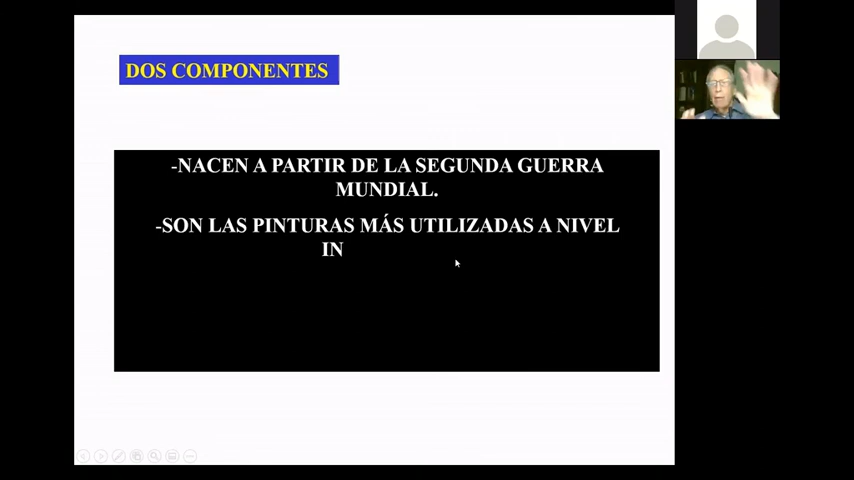 DOS COMPONENTES
-NACEN A PARTIR DE LA SEGUNDA GUERRA
MUNDIAL.
-SON LAS PINTURAS MÁS UTILIZADAS A NIVEL
IN